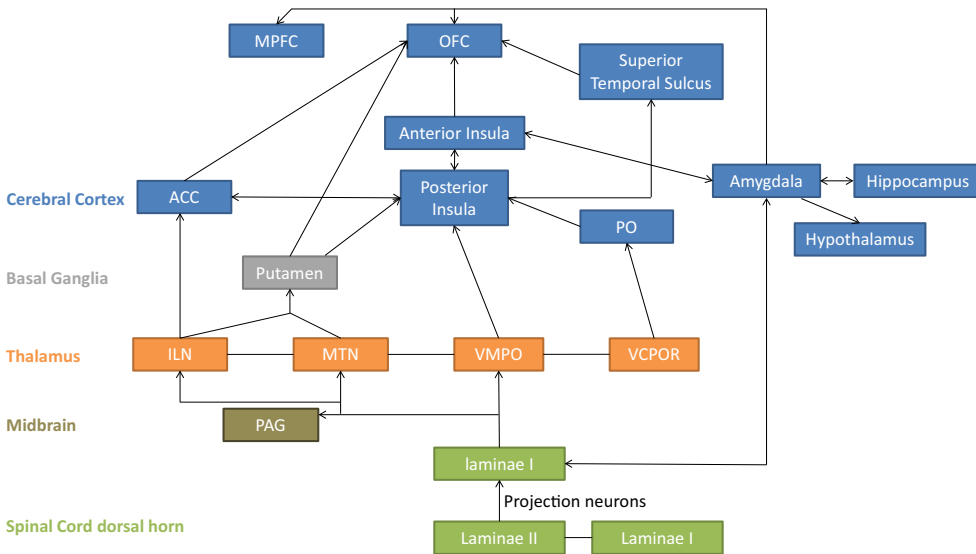 MPFC
OFC
Superior
Temporal Sulcus
Anterior Insula
Cerebral Cortex
ACC
Posterior
Insula
Amygdala
Hippocampus
PO
Hypothalamus
Basal Ganglia
Putamen
Thalamus
ILN
MTN
VMPO
VCPOR
Midbrain
PAG
laminae I
Projection neurons
Spinal Cord dorsal horn
Laminae II
Laminae I